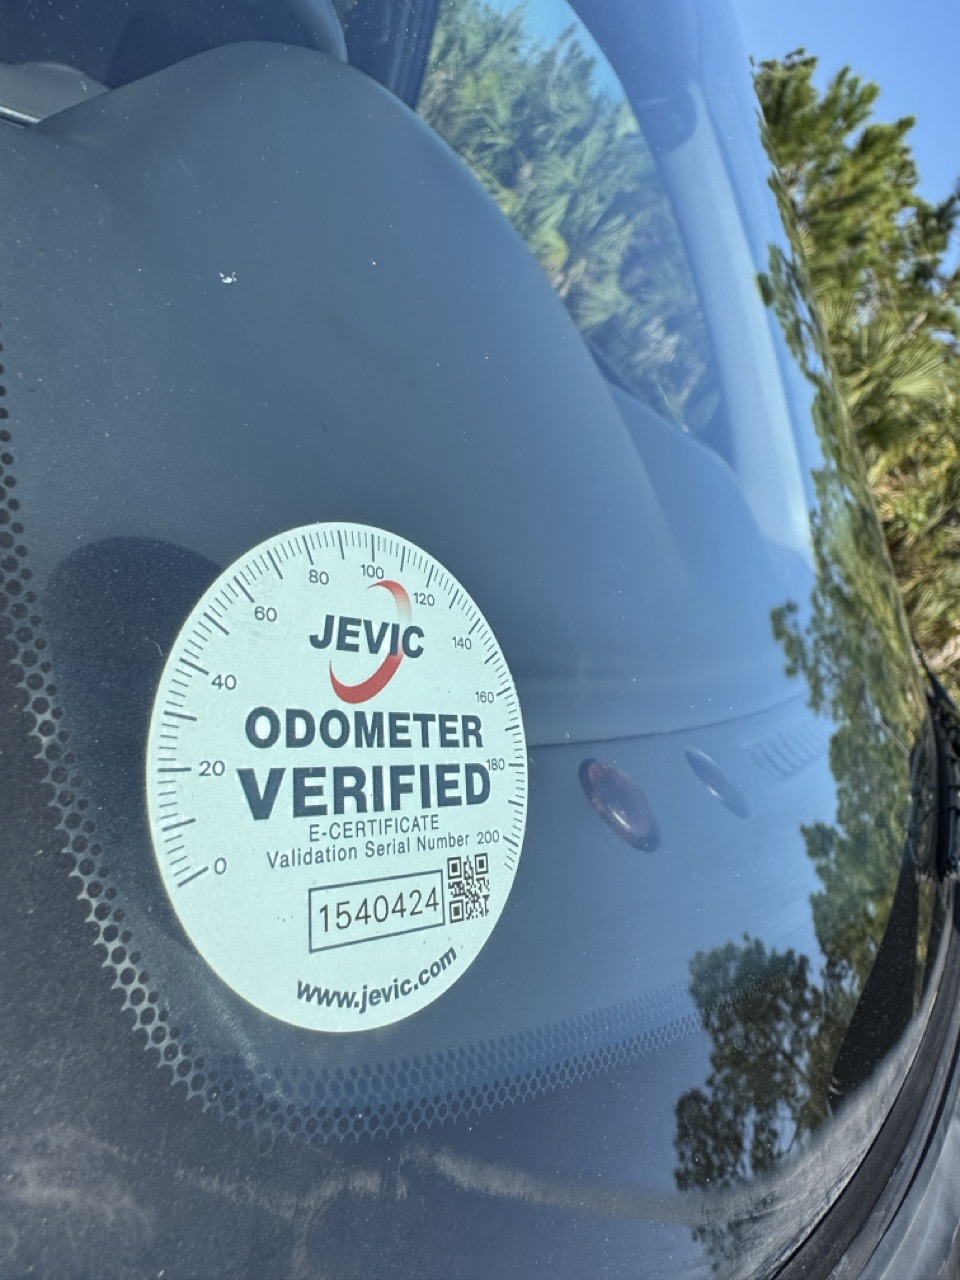 0
20
40
60
80
100
120
140
160
180
200
JEVIC
ODOMETER
VERIFIED
E-CERTIFICATE
Validation Serial Number
1540424
www.jevic.com